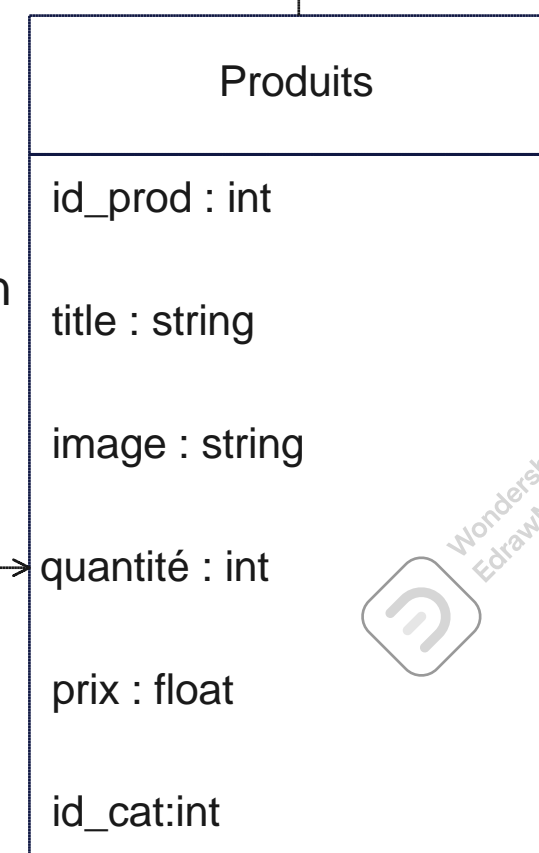 Produits
id_prod : int
n
title : string
image : string
quantité : int
prix : float
id_cat:int